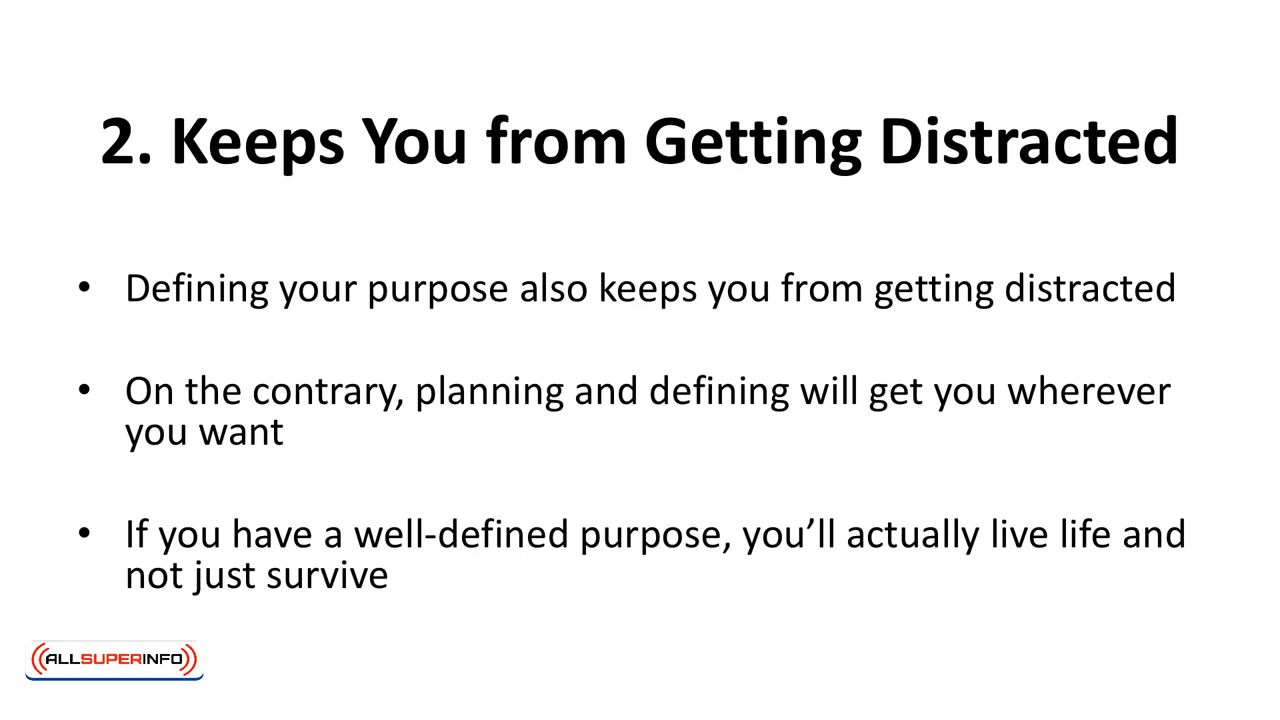 2. Keeps You from Getting Distracted
• Defining your purpose also keeps you from getting distracted
• On the contrary, planning and defining will get you wherever
you want
• If you have a well-defined purpose, you’ll actually live life and
not just survive
ALLSUPERINFO